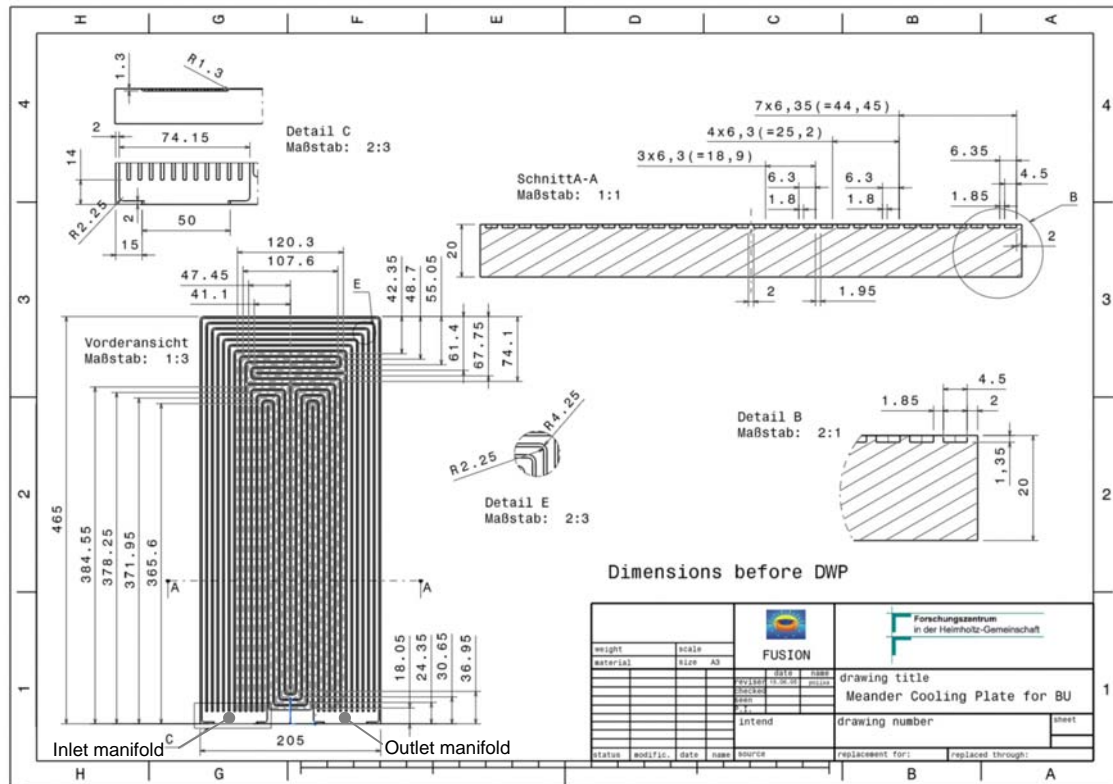 H G F E D C B A
4
3
2
1
1.3
R1.3
Detail C
Maßstab: 2:3
2
74.15
14
R2.25
2
50
15
7x6,35(=44,45)
4x6,3(=25,2)
3x6,3(=18,9)
SchnittA-A
Maßstab: 1:1
6.3
1.8
6.3
1.8
6.35
4.5
1.85
B
20
2
1.95
2
120.3
107.6
47.45
41.1
42.35
48.7
55.05
E
61.4
67.75
74.1
Vorderansicht
Maßstab: 1:3
465
384.55
378.25
371.95
365.6
A
A
18.05
24.35
30.65
36.95
C
205
Inlet manifold
Outlet manifold
R4.25
R2.25
Detail E
Maßstab: 2:3
Detail B
Maßstab: 2:1
4.5
1.85
2
1,35
20
Dimensions before DWP
weight scale
material size A3
FUSION
Forschungszentrum
in der Helmholtz-Gemeinschaft
date name
revised
checked
seen
drawing title
Meander Cooling Plate for BU
intend
drawing number
sheet
status modific. date name source
replacement for: replaced through:
4
3
2
1
H G B A